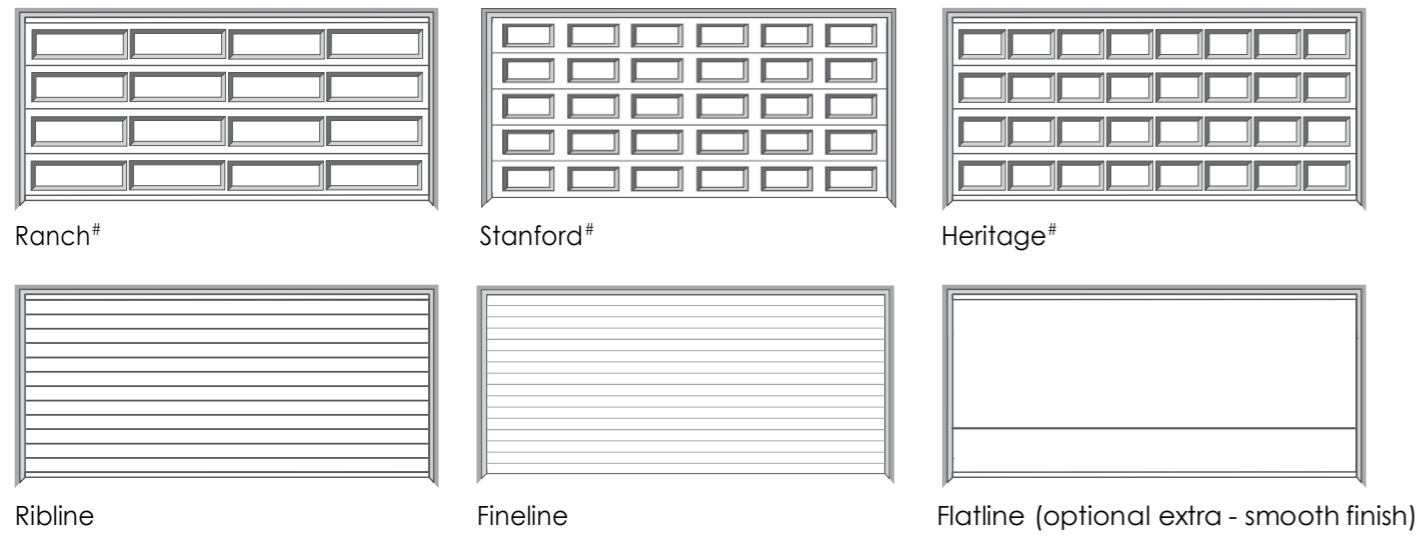 Ranch#
Stanford#
Heritage#
Ribline
Fineline
Flatline (optional extra - smooth finish)